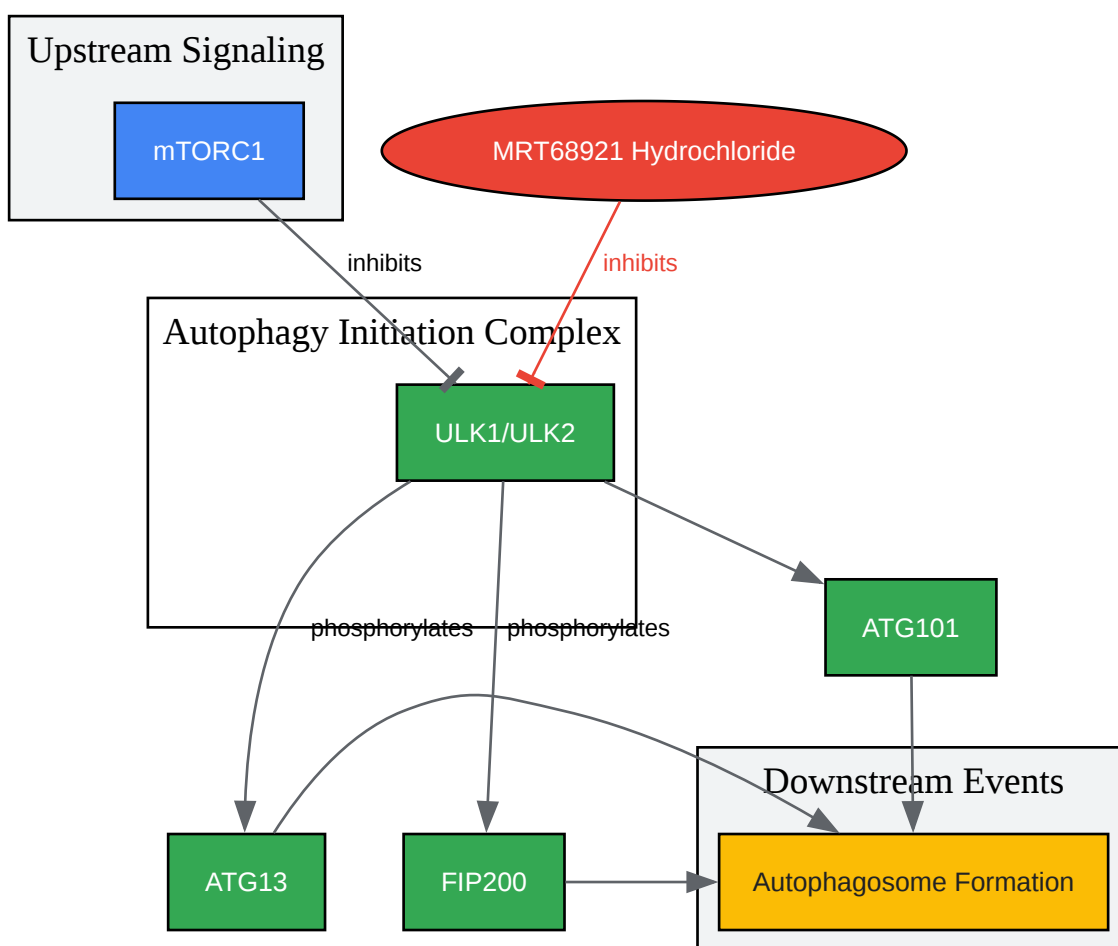 Upstream Signaling
mTORC1
MRT68921 Hydrochloride
inhibits
inhibits
Autophagy Initiation Complex
ULK1/ULK2
phosphorylates
phosphorylates
ATG101
Downstream Events
ATG13
FIP200
Autophagosome Formation